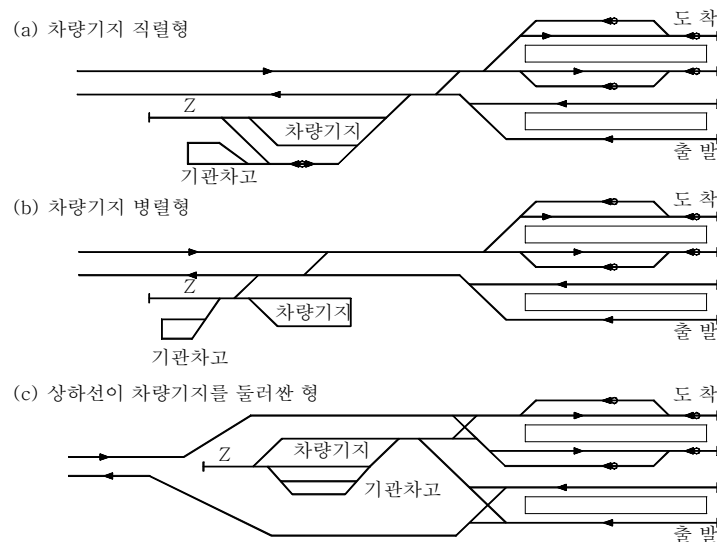 (a) 차량기지 직렬형
도 착
Z
차량기지
기관차고
출 발
(b) 차량기지 병렬형
도 착
Z
차량기지
기관차고
출 발
(c) 상하선이 차량기지를 둘러싼 형
도 착
Z
차량기지
기관차고
출 발